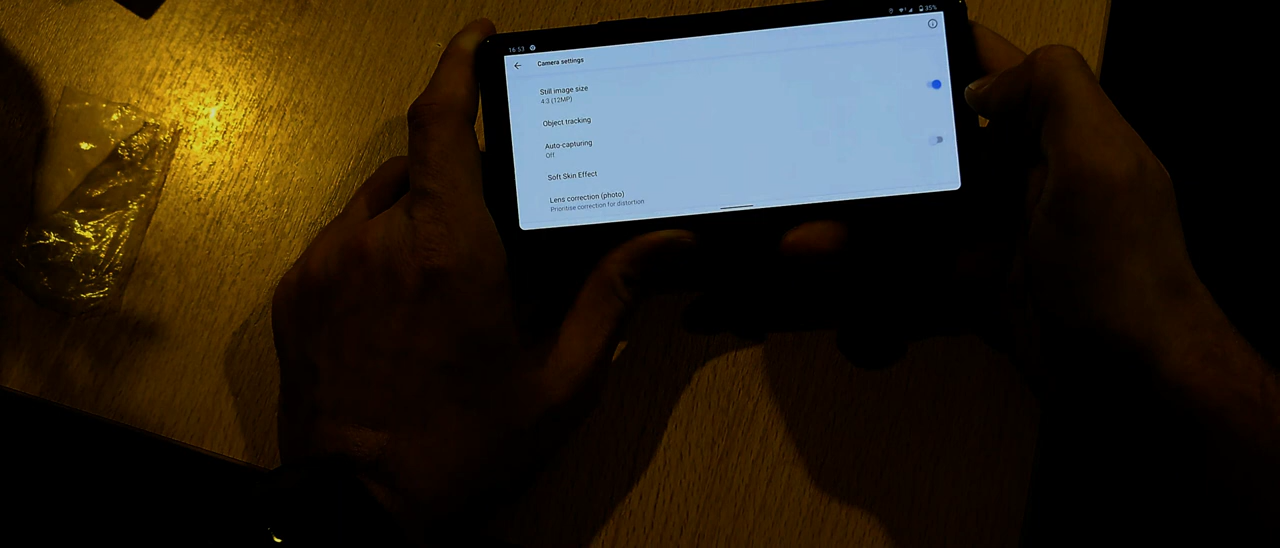 16:53
35%
Camera settings
Still image size
4:3 (12MP)
Object tracking
Auto-capturing
Off
Soft Skin Effect
Lens correction (photo)
Prioritise correction for distortion